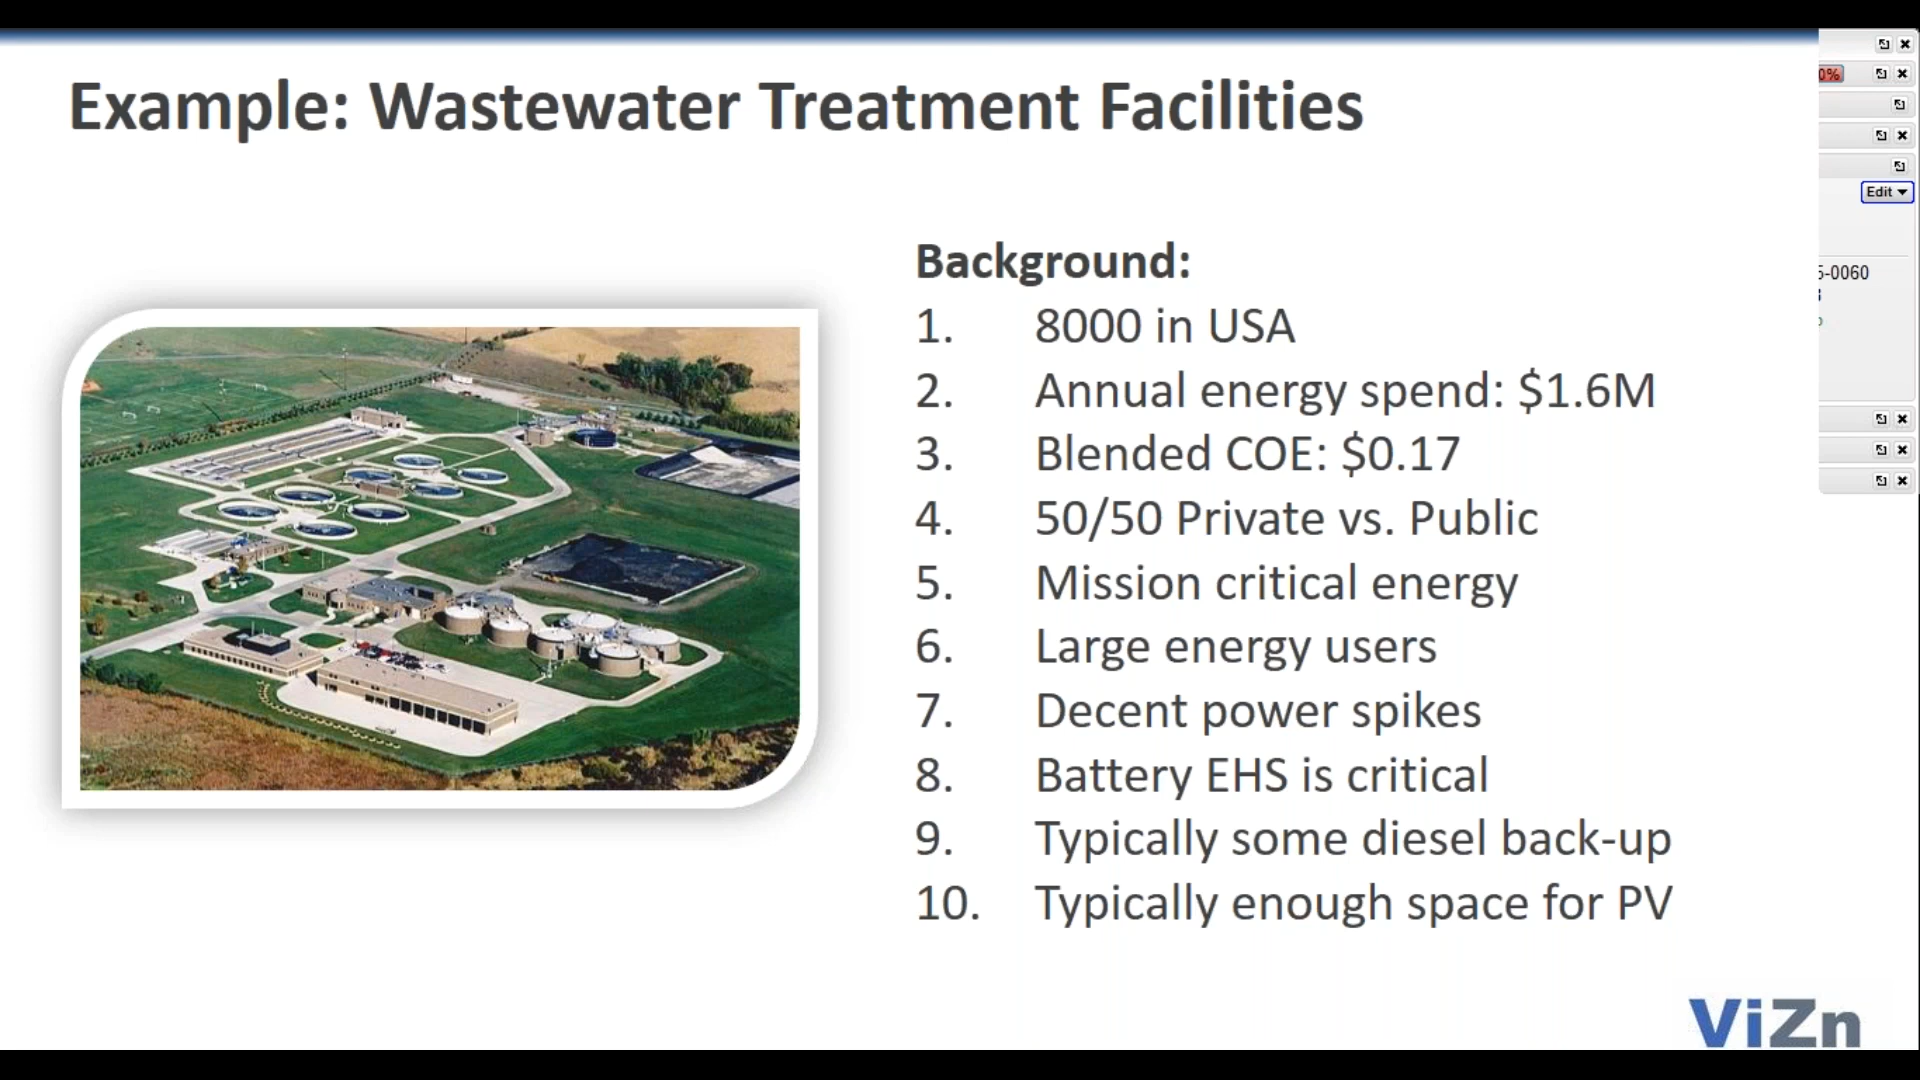 Example: Wastewater Treatment Facilities
Background:
1. 8000 in USA
2. Annual energy spend: $1.6M
3. Blended COE: $0.17
4. 50/50 Private vs. Public
5. Mission critical energy
6. Large energy users
7. Decent power spikes
8. Battery EHS is critical
9. Typically some diesel back-up
10. Typically enough space for PV
ViZn
0%
Edit
-0060